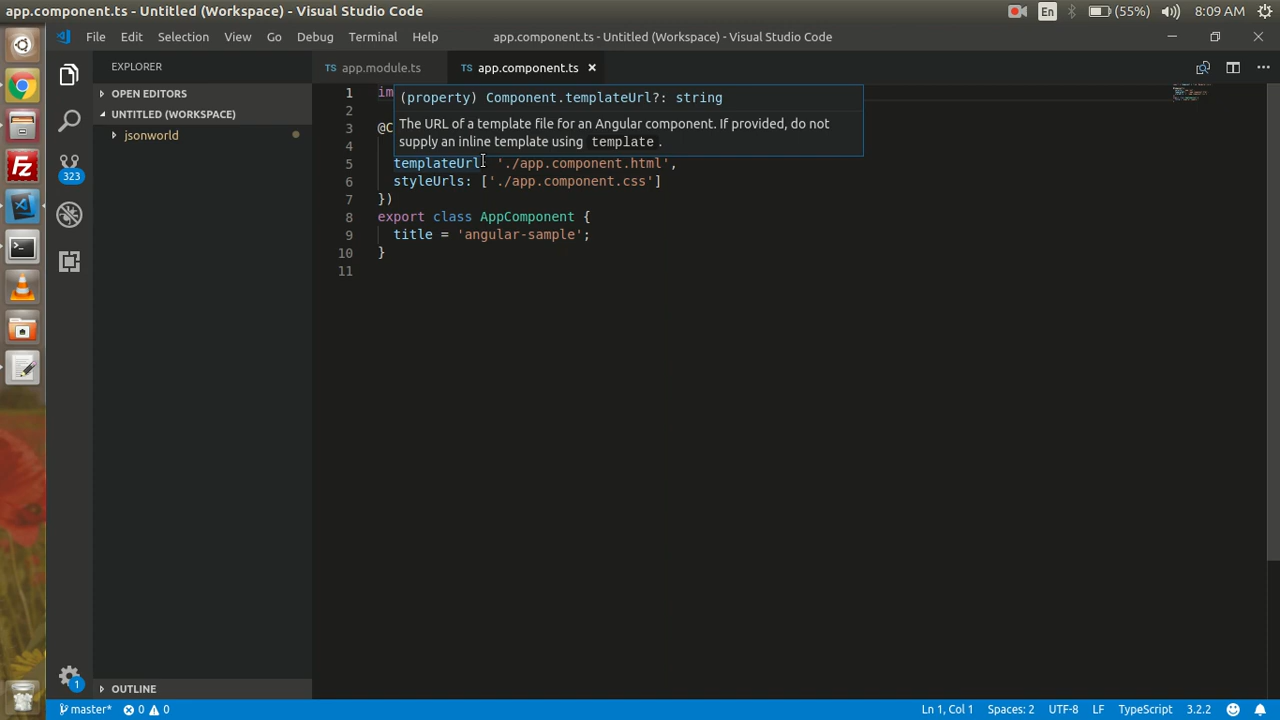 app.component.ts - Untitled (Workspace) - Visual Studio Code
En
(55%)
8:09 AM
File Edit Selection View Go Debug Terminal Help
app.component.ts - Untitled (Workspace) - Visual Studio Code
EXPLORER
TS app.module.ts
TS app.component.ts ×
OPEN EDITORS
UNTITLED (WORKSPACE)
jsonworld
323
1 im
(property) Component.templateUrl?: string
2
The URL of a template file for an Angular component. If provided, do not
3 @C
supply an inline template using template .
4
5 templateUrl: './app.component.html',
6 styleUrls: ['./app.component.css']
7 })
8 export class AppComponent {
9 title = 'angular-sample';
10 }
11
Fz
1
OUTLINE
master* 0 0
Ln 1, Col 1 Spaces: 2 UTF-8 LF TypeScript 3.2.2